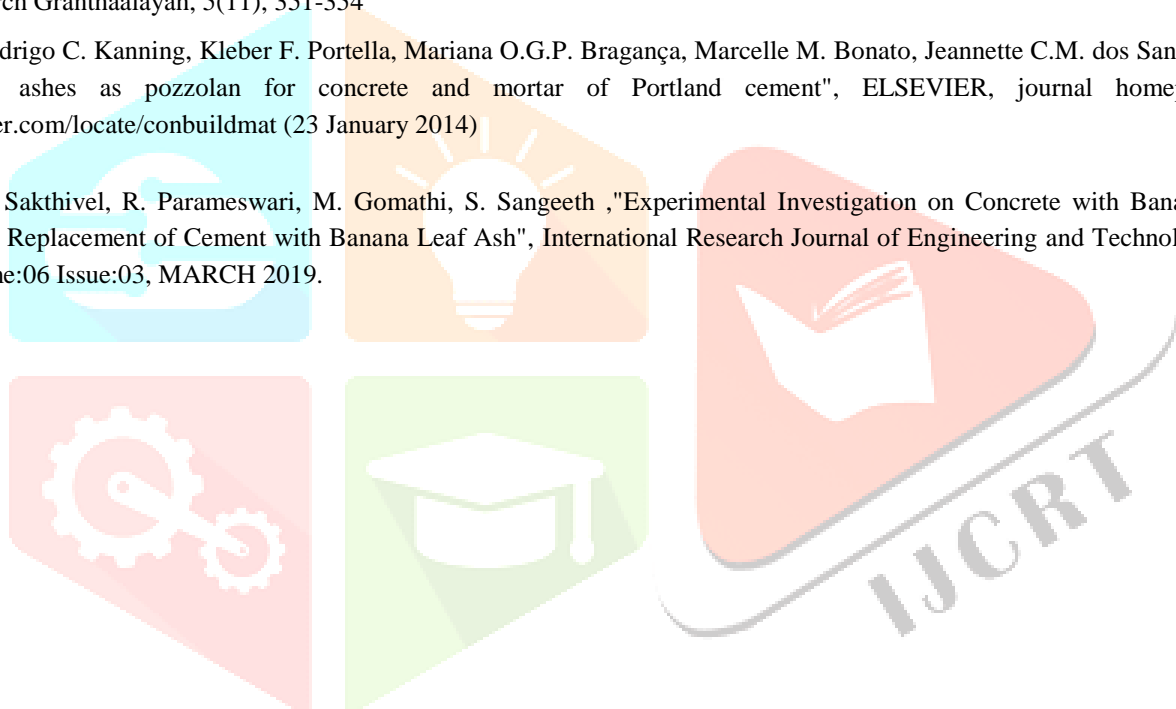 Granthaalayah, 5(11), 351-354
drigo C. Kanning, Kleber F. Portella, Mariana O.G.P. Bragança, Marcelle M. Bonato, Jeannette C.M. dos San
ashes as pozzolan for concrete and mortar of Portland cement", ELSEVIER, journal home
er.com/locate/conbuildmat (23 January 2014)
Sakthivel, R. Parameswari, M. Gomathi, S. Sangeeth ,"Experimental Investigation on Concrete with Bana
Replacement of Cement with Banana Leaf Ash", International Research Journal of Engineering and Technol
e:06 Issue:03, MARCH 2019.
IJCRT